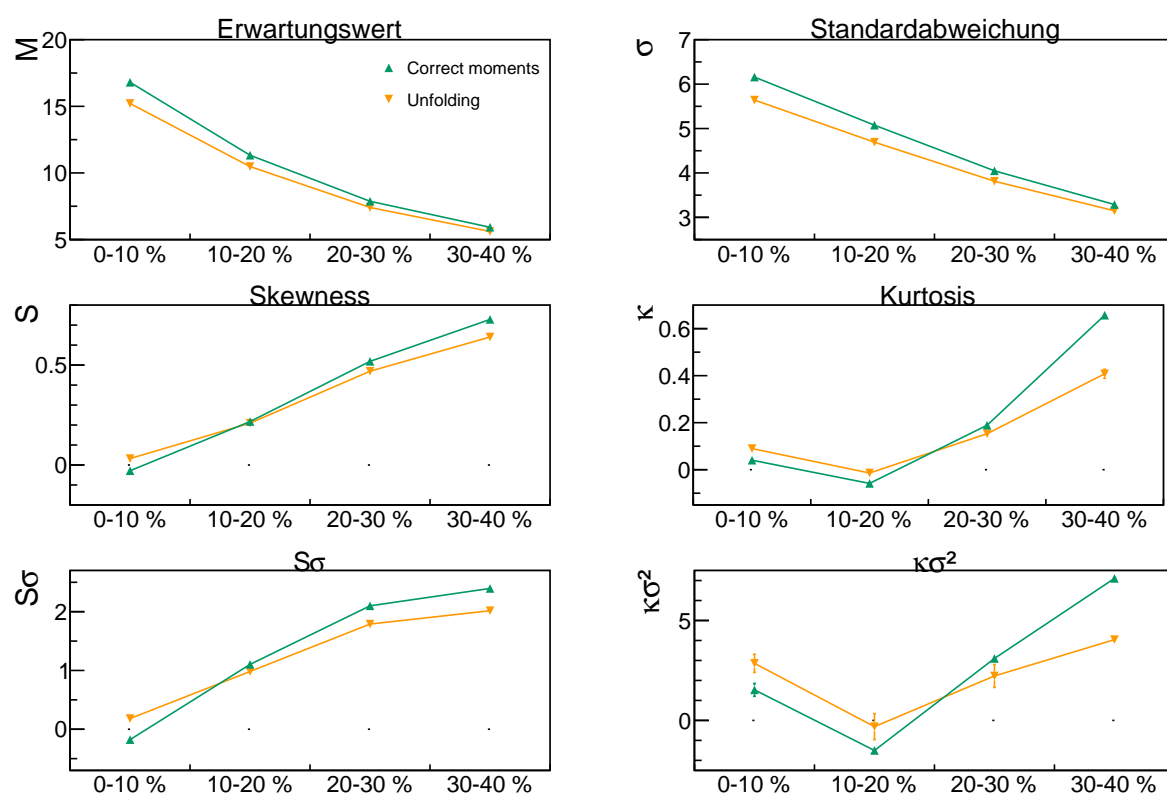 Erwartungswert
M
20
15
10
5
Correct moments
Unfolding
0-10 % 10-20 % 20-30 % 30-40 %
Standardabweichung
σ
7
6
5
4
3
0-10 % 10-20 % 20-30 % 30-40 %
Skewness
S
0.5
0
0-10 % 10-20 % 20-30 % 30-40 %
Kurtosis
κ
0.6
0.4
0.2
0
0-10 % 10-20 % 20-30 % 30-40 %
Sσ
Sσ
2
1
0
0-10 % 10-20 % 20-30 % 30-40 %
κσ²
κσ²
5
0
0-10 % 10-20 % 20-30 % 30-40 %